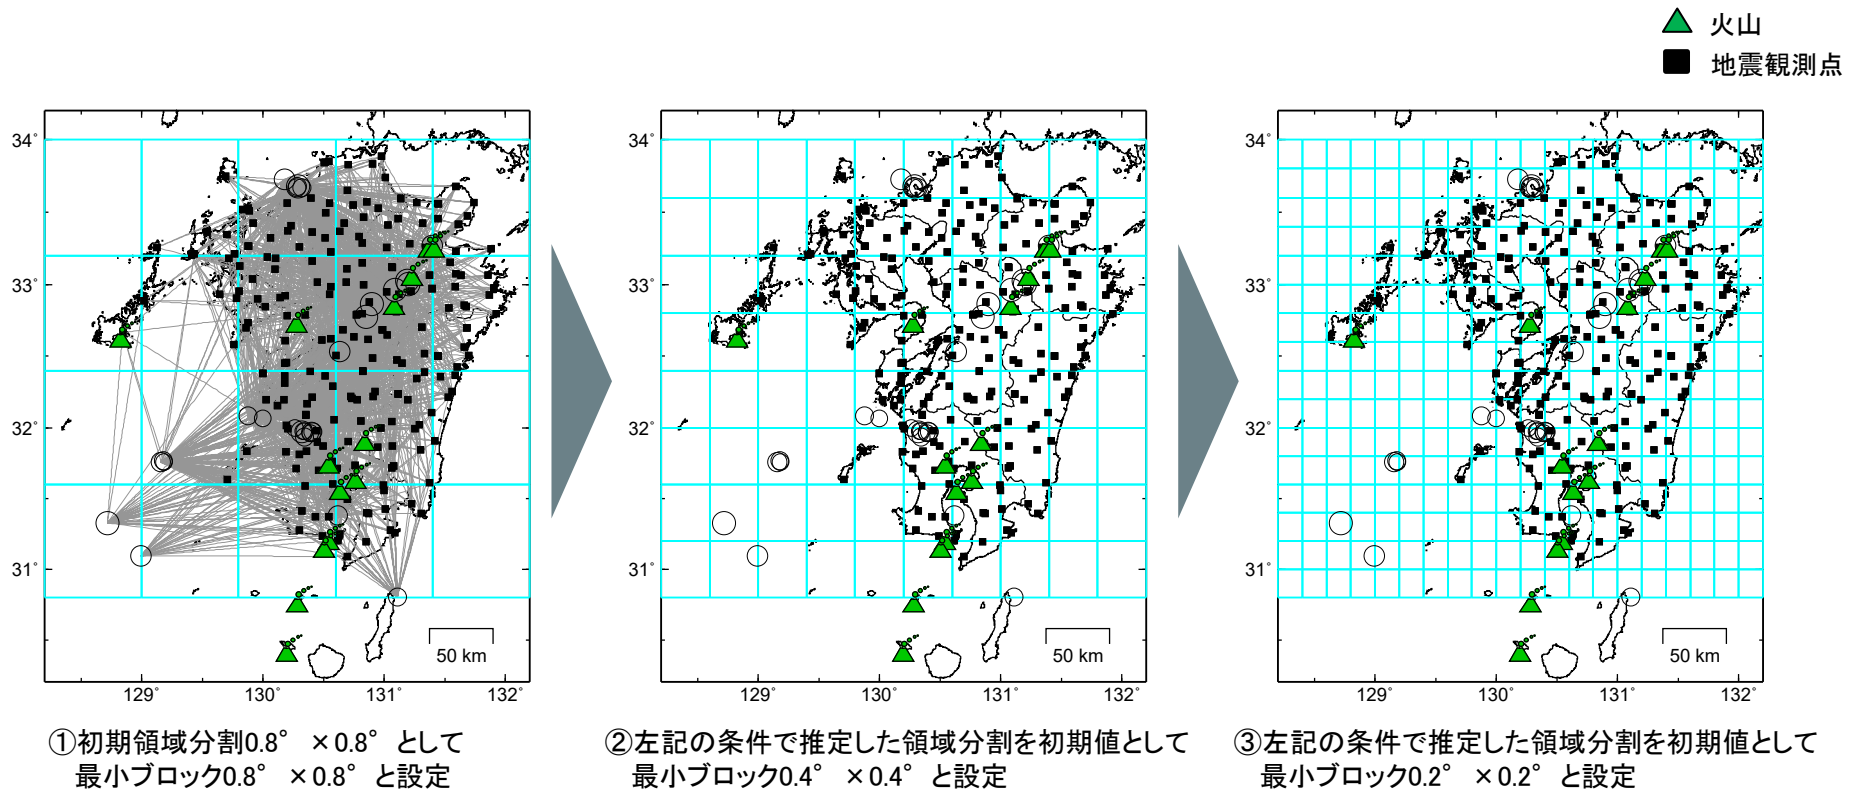 火山
地震観測点
34°
33°
32°
31°
129°
130°
131°
132°
50 km
34°
33°
32°
31°
129°
130°
131°
132°
50 km
34°
33°
32°
31°
129°
130°
131°
132°
50 km
①初期領域分割0.8°×0.8°として
最小ブロック0.8°×0.8°と設定
②左記の条件で推定した領域分割を初期値として
最小ブロック0.4°×0.4°と設定
③左記の条件で推定した領域分割を初期値として
最小ブロック0.2°×0.2°と設定